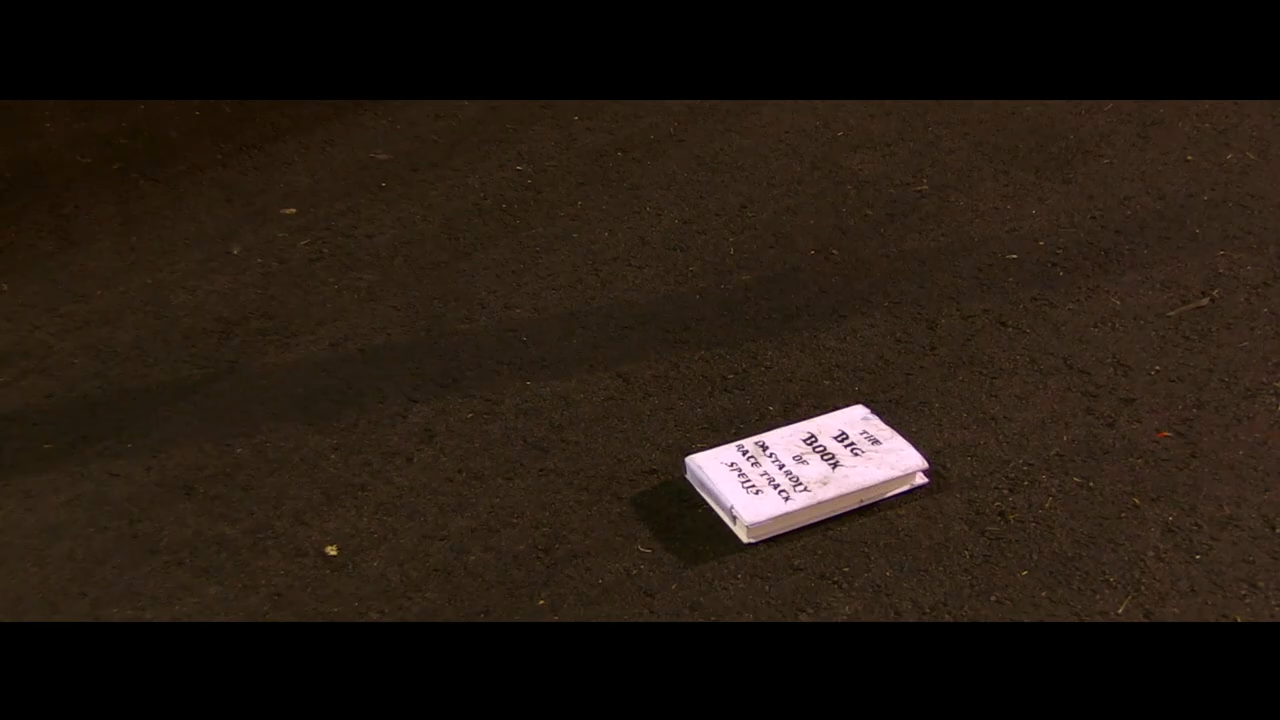 THE
BIG
BOOK
OF
DASTARDLY
RACE TRACK
SPELLS